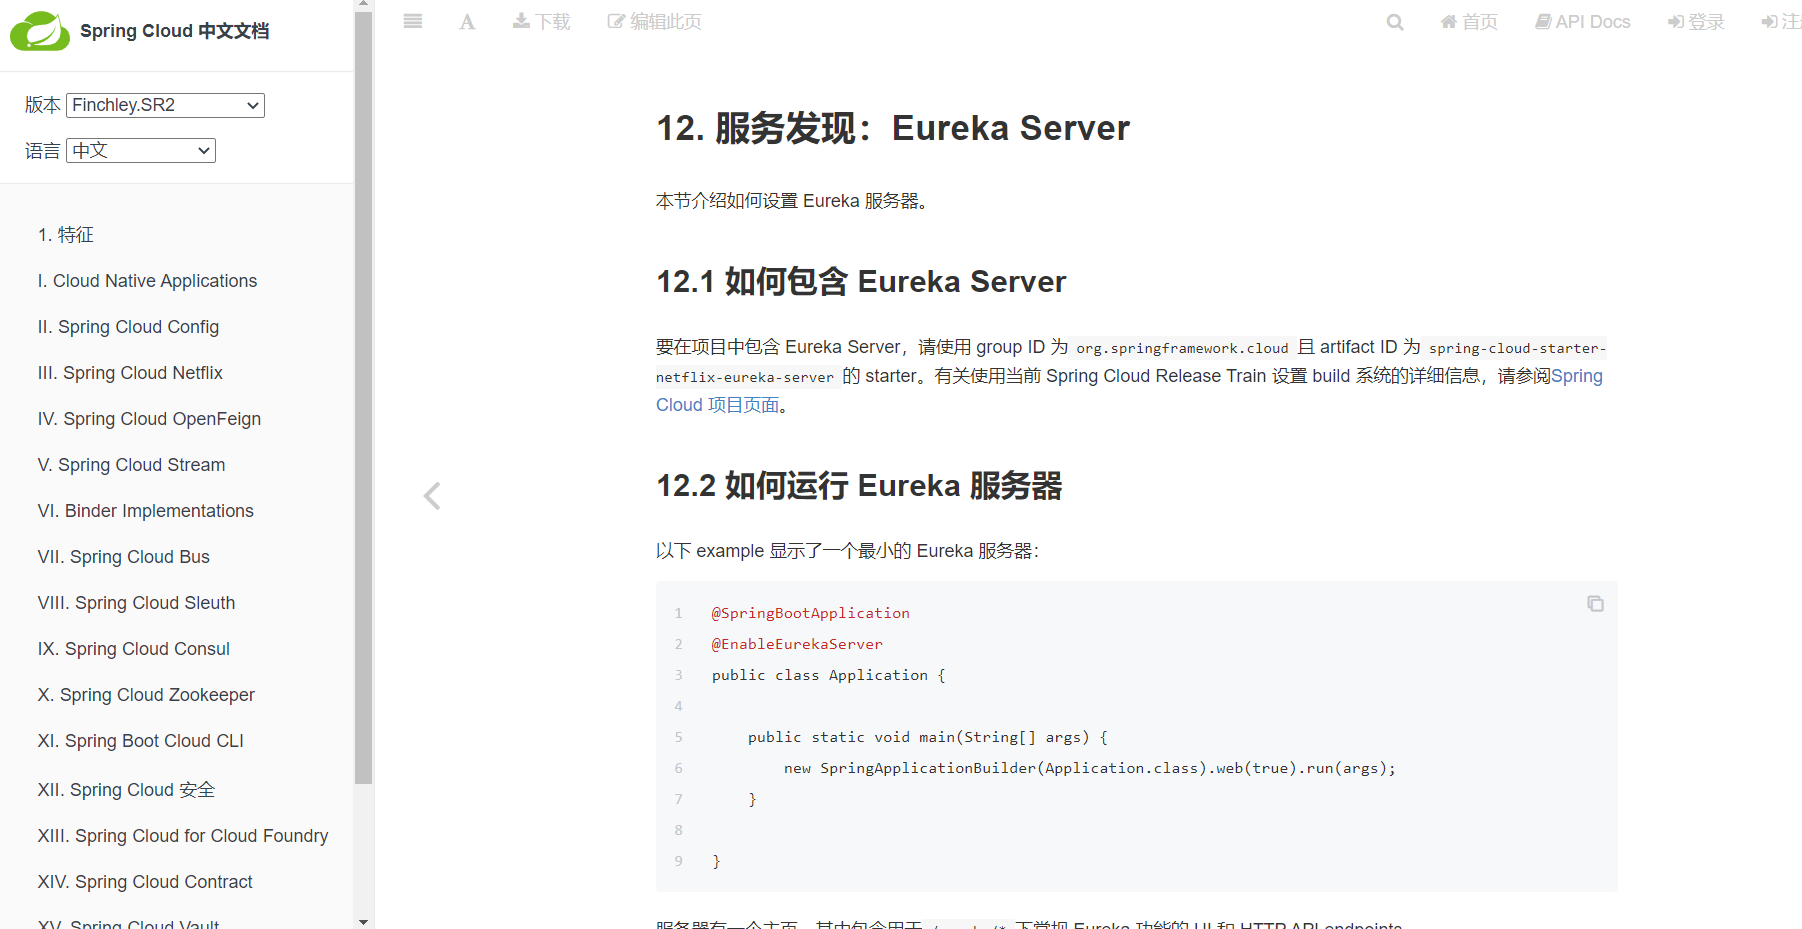 Spring Cloud 中文文档
版本 Finchley.SR2
语言 中文
1. 特征
I. Cloud Native Applications
II. Spring Cloud Config
III. Spring Cloud Netflix
IV. Spring Cloud OpenFeign
V. Spring Cloud Stream
VI. Binder Implementations
VII. Spring Cloud Bus
VIII. Spring Cloud Sleuth
IX. Spring Cloud Consul
X. Spring Cloud Zookeeper
XI. Spring Boot Cloud CLI
XII. Spring Cloud 安全
XIII. Spring Cloud for Cloud Foundry
XIV. Spring Cloud Contract
XV. Spring Cloud Vault
A 下载 编辑此页 首页 API Docs 登录 注
12. 服务发现：Eureka Server
本节介绍如何设置 Eureka 服务器。
12.1 如何包含 Eureka Server
要在项目中包含 Eureka Server，请使用 group ID 为 org.springframework.cloud 且 artifact ID 为 spring-cloud-starter-
netflix-eureka-server 的 starter。有关使用当前 Spring Cloud Release Train 设置 build 系统的详细信息，请参阅Spring
Cloud 项目页面。
12.2 如何运行 Eureka 服务器
以下 example 显示了一个最小的 Eureka 服务器：
1 @SpringBootApplication
2 @EnableEurekaServer
3 public class Application {
4
5 public static void main(String[] args) {
6 new SpringApplicationBuilder(Application.class).web(true).run(args);
7 }
8
9 }
服务器有一个主页，其中包含用于 /* 下常规 Eureka 功能的 UI 和 HTTP API endpoints